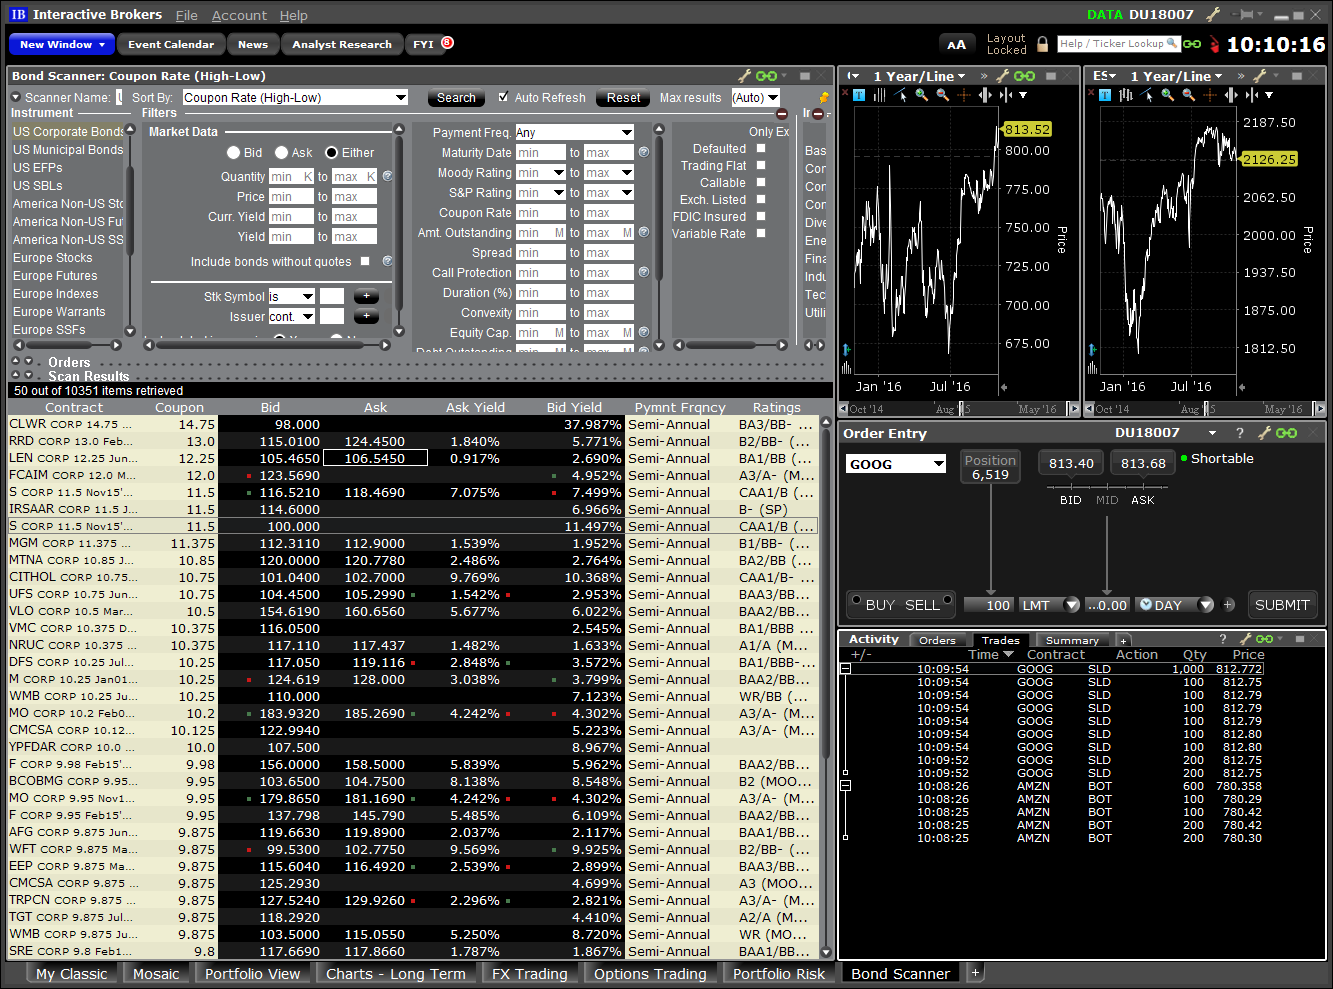 IB Interactive Brokers File Account Help DATA DU18007
New Window Event Calendar News Analyst Research FYI 8 AA Layout Locked Help / Ticker Lookup 10:10:16
Bond Scanner: Coupon Rate (High-Low)
Scanner Name: Sort By: Coupon Rate (High-Low) Search Auto Refresh Reset Max results (Auto)
Instrument
US Corporate Bonds
US Municipal Bonds
US EFPs
US SBLs
America Non-US Sto
America Non-US Fut
America Non-US SS
Europe Stocks
Europe Futures
Europe Indexes
Europe Warrants
Europe SSFs
Filters
Market Data
Bid Ask Either
Quantity min K to max K
Price min to max
Curr. Yield min to max
Yield min to max
Include bonds without quotes
Stk Symbol is +
Issuer cont. +
Payment Freq. Any
Maturity Date min to max
Moody Rating min to max
S&P Rating min to max
Coupon Rate min to max
Amt. Outstanding min M to max M
Spread min to max
Call Protection min to max
Duration (%) min to max
Convexity min to max
Equity Cap. min M to max M
Debt Outstanding
Only Ex
Defaulted
Trading Flat
Callable
Exch. Listed
FDIC Insured
Variable Rate
Ir
Bas
Con
Con
Con
Dive
Ene
Fina
Indu
Tec
Utili
Orders
Scan Results
50 out of 10351 items retrieved
Contract Coupon Bid Ask Ask Yield Bid Yield Pymnt Frqncy Ratings
CLWR CORP 14.75 ... 14.75 98.000 37.987% Semi-Annual BA3/BB- ...
RRD CORP 13.0 Feb... 13.0 115.0100 124.4500 1.840% 5.771% Semi-Annual B2/BB- (...
LEN CORP 12.25 Jun... 12.25 105.4650 106.5450 0.917% 2.690% Semi-Annual BA1/BB (...
FCAIM CORP 12.0 M... 12.0 123.5690 4.952% Semi-Annual A3/A- (M...
S CORP 11.5 Nov15'... 11.5 116.5210 118.4690 7.075% 7.499% Semi-Annual CAA1/B (...
IRSAAR CORP 11.5 J... 11.5 114.6000 6.966% Semi-Annual B- (SP)
S CORP 11.5 Nov15'... 11.5 100.000 11.497% Semi-Annual CAA1/B (...
MGM CORP 11.375 ... 11.375 112.3110 112.9000 1.539% 1.952% Semi-Annual B1/BB- (...
MTNA CORP 10.85 J... 10.85 120.0000 120.7780 2.486% 2.764% Semi-Annual BA2/BB (...
CITHOL CORP 10.75... 10.75 101.0400 102.7000 9.769% 10.368% Semi-Annual CAA1/B- ...
UFS CORP 10.75 Jun... 10.75 104.4500 105.2990 1.542% 2.953% Semi-Annual BAA3/BB...
VLO CORP 10.5 Mar... 10.5 154.6190 160.6560 5.677% 6.022% Semi-Annual BAA2/BB...
VMC CORP 10.375 D... 10.375 116.0500 2.545% Semi-Annual BA1/BBB ...
NRUC CORP 10.375 ... 10.375 117.110 117.437 1.482% 1.633% Semi-Annual A1/A (M...
DFS CORP 10.25 Jul... 10.25 117.050 119.116 2.848% 3.572% Semi-Annual BA1/BBB-...
M CORP 10.25 Jan01... 10.25 124.619 128.000 3.038% 3.799% Semi-Annual BAA2/BB...
WMB CORP 10.25 Ju... 10.25 110.000 7.123% Semi-Annual WR/BB (...
MO CORP 10.2 Feb0... 10.2 183.9320 185.2690 4.242% 4.302% Semi-Annual A3/A- (M...
CMCSA CORP 10.12... 10.125 122.9940 5.223% Semi-Annual A3/A- (M...
YPFDAR CORP 10.0 ... 10.0 107.500 8.967% Semi-Annual
F CORP 9.98 Feb15'... 9.98 156.0000 158.5000 5.839% 5.962% Semi-Annual BAA2/BB...
BCOBMG CORP 9.95... 9.95 103.6500 104.7500 8.138% 8.548% Semi-Annual B2 (MOO...
MO CORP 9.95 Nov1... 9.95 179.8650 181.1690 4.242% 4.302% Semi-Annual A3/A- (M...
F CORP 9.95 Feb15'... 9.95 137.798 145.790 5.485% 6.109% Semi-Annual BAA2/BB...
AFG CORP 9.875 Jun... 9.875 119.6630 119.8900 2.037% 2.117% Semi-Annual BAA1/BB...
WFT CORP 9.875 Ma... 9.875 99.5300 102.7750 9.569% 9.925% Semi-Annual B2/BB- (...
EEP CORP 9.875 Ma... 9.875 115.6040 116.4920 2.539% 2.899% Semi-Annual BAA3/BB...
CMCSA CORP 9.875 ... 9.875 125.2930 4.699% Semi-Annual A3 (MOO...
TRPCN CORP 9.875 ... 9.875 127.5240 129.9260 2.296% 2.821% Semi-Annual A3/A- (M...
TGT CORP 9.875 Jul... 9.875 118.2920 4.410% Semi-Annual A2/A (M...
WMB CORP 9.875 Ju... 9.875 103.5000 115.0550 5.250% 8.720% Semi-Annual WR (MO...
SRE CORP 9.8 Feb1... 9.8 117.6690 117.8660 1.787% 1.867% Semi-Annual BAA1/BB...
1 Year/Line
T
813.52
800.00
775.00
750.00
725.00
700.00
675.00
Price
Jan '16 Jul '16
Oct '14 Aug May '16
ES 1 Year/Line
T
2187.50
2126.25
2062.50
2000.00
1937.50
1875.00
1812.50
Price
Jan '16 Jul '16
Oct '14 Aug '15 May '16
Order Entry DU18007 ?
GOOG Position 6,519 813.40 813.68 Shortable
BID MID ASK
BUY SELL 100 LMT ...0.00 DAY + SUBMIT
Activity Orders Trades Summary + ?
+/- Time Contract Action Qty Price
10:09:54 GOOG SLD 1,000 812.772
10:09:54 GOOG SLD 100 812.75
10:09:54 GOOG SLD 100 812.79
10:09:54 GOOG SLD 100 812.79
10:09:54 GOOG SLD 100 812.79
10:09:54 GOOG SLD 100 812.80
10:09:54 GOOG SLD 100 812.80
10:09:52 GOOG SLD 200 812.75
10:09:52 GOOG SLD 200 812.75
10:08:26 AMZN BOT 600 780.358
10:08:26 AMZN BOT 100 780.29
10:08:25 AMZN BOT 100 780.42
10:08:25 AMZN BOT 200 780.42
10:08:25 AMZN BOT 200 780.30
My Classic Mosaic Portfolio View Charts - Long Term FX Trading Options Trading Portfolio Risk Bond Scanner +